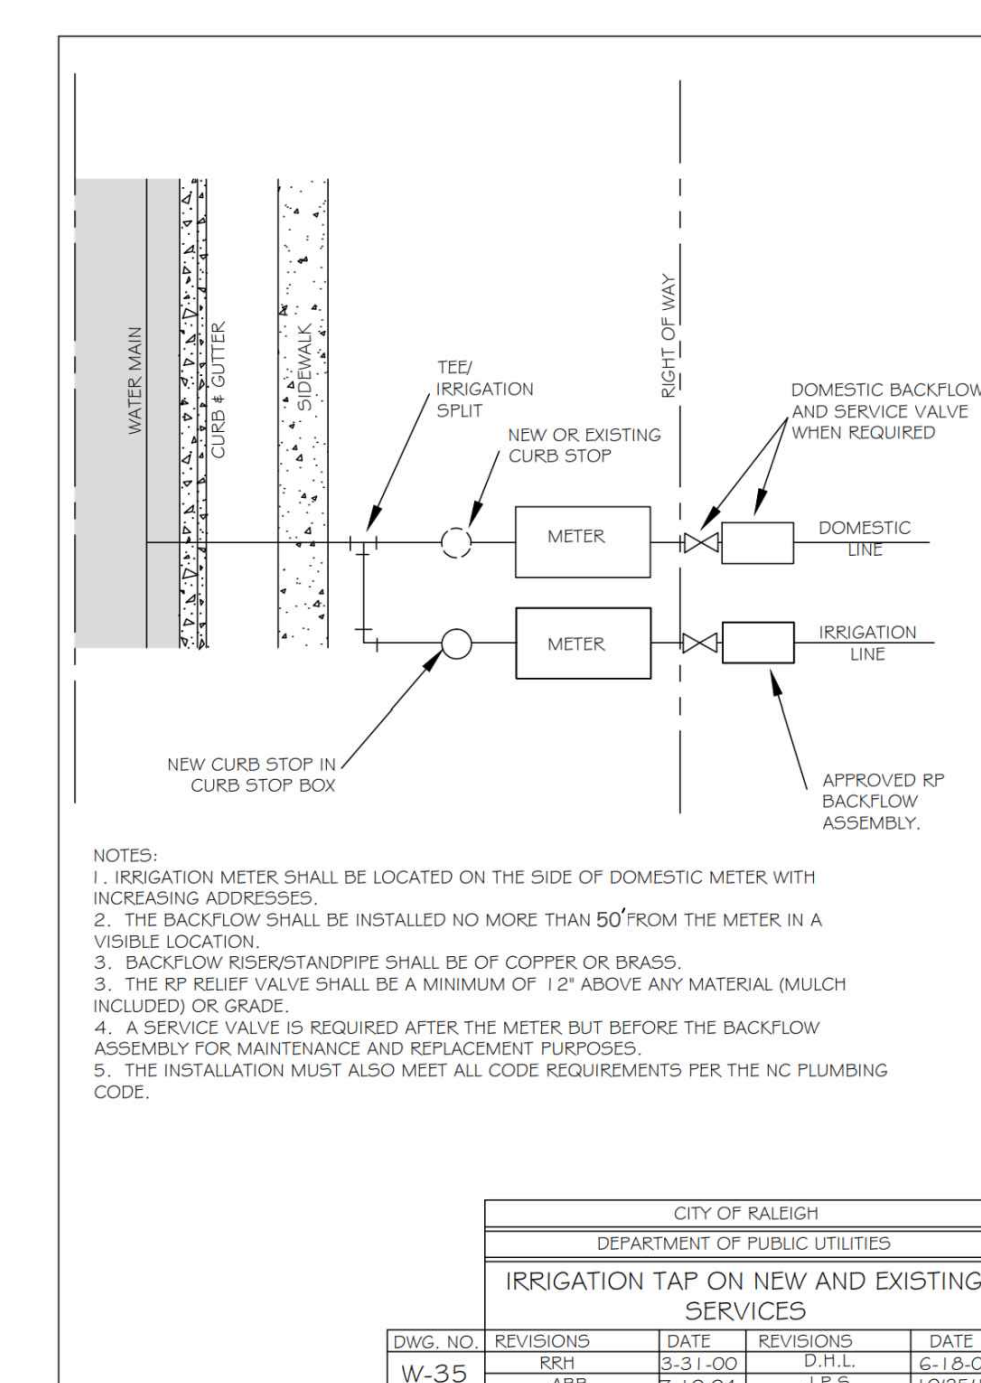 WATER MAIN
CURB & GUTTER
SIDEWALK
RIGHT OF WAY
TEE/
IRRIGATION
SPLIT
NEW OR EXISTING
CURB STOP
DOMESTIC BACKFLOW
AND SERVICE VALVE
WHEN REQUIRED
METER
DOMESTIC
LINE
METER
IRRIGATION
LINE
NEW CURB STOP IN
CURB STOP BOX
APPROVED RP
BACKFLOW
ASSEMBLY.
NOTES:
1. IRRIGATION METER SHALL BE LOCATED ON THE SIDE OF DOMESTIC METER WITH
INCREASING ADDRESSES.
2. THE BACKFLOW SHALL BE INSTALLED NO MORE THAN 50' FROM THE METER IN A
VISIBLE LOCATION.
3. BACKFLOW RISER/STANDPIPE SHALL BE OF COPPER OR BRASS.
3. THE RP RELIEF VALVE SHALL BE A MINIMUM OF 12" ABOVE ANY MATERIAL (MULCH
INCLUDED) OR GRADE.
4. A SERVICE VALVE IS REQUIRED AFTER THE METER BUT BEFORE THE BACKFLOW
ASSEMBLY FOR MAINTENANCE AND REPLACEMENT PURPOSES.
5. THE INSTALLATION MUST ALSO MEET ALL CODE REQUIREMENTS PER THE NC PLUMBING
CODE.
CITY OF RALEIGH
DEPARTMENT OF PUBLIC UTILITIES
IRRIGATION TAP ON NEW AND EXISTING
SERVICES
DWG. NO. REVISIONS DATE REVISIONS DATE
W-35 RRH 3-31-00 D.H.L. 6-18-0